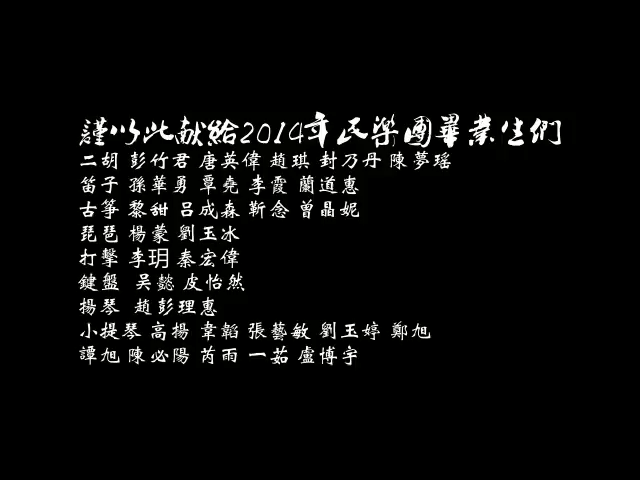 謹以此献給2014年民樂團畢業生們
二胡 彭竹君 唐英偉 趙琪 封乃丹 陳夢瑶
笛子 孫華勇 覃堯 李霞 蘭道惠
古箏 黎甜 呂成森 靳念 曾晶妮
琵琶 楊蒙 劉玉冰
打擊 李玥 秦宏偉
鍵盤 吴懿 皮怡然
揚琴 趙彭理惠
小提琴 高揚 韋韜 張藝敏 劉玉婷 鄭旭
譚旭 陳必陽 芮雨 一茹 盧博宇